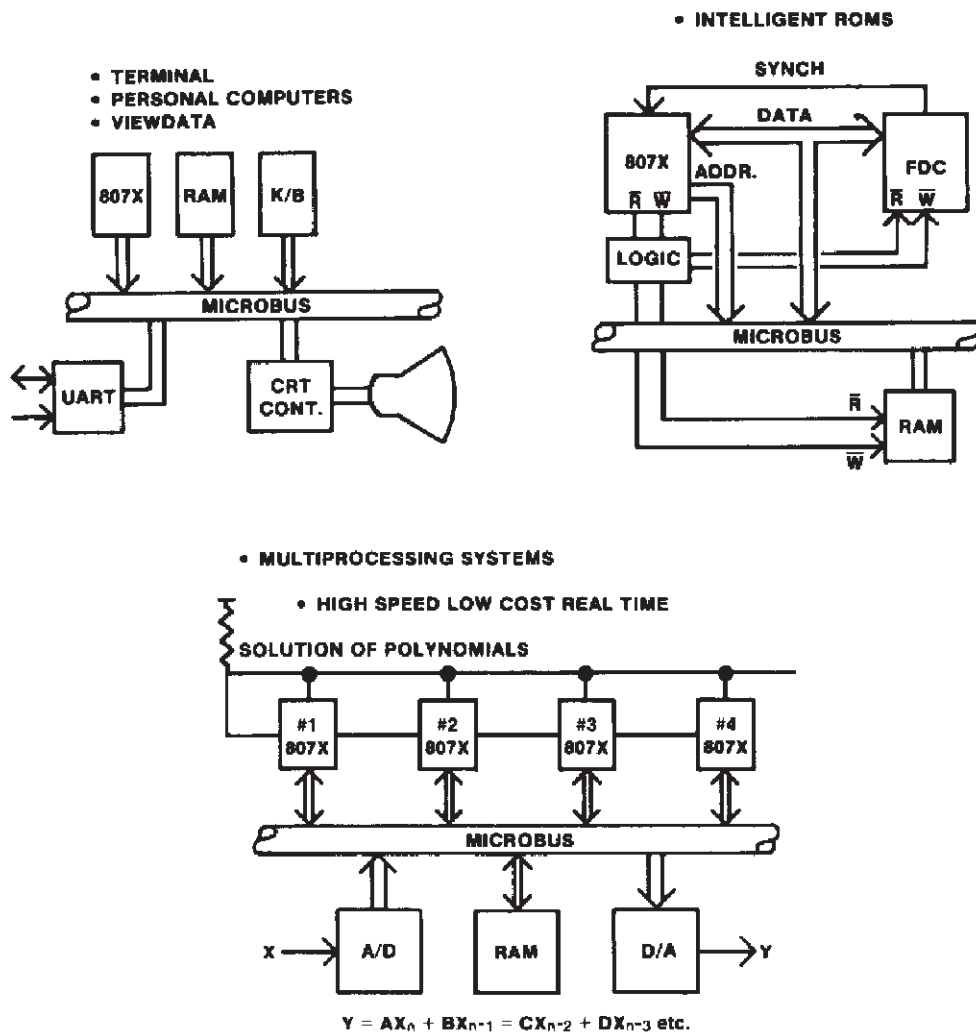 • TERMINAL
• PERSONAL COMPUTERS
• VIEWDATA
807X
RAM
K/B
MICROBUS
UART
CRT
CONT.
• INTELLIGENT ROMS
SYNCH
DATA
807X
ADDR.
FDC
R̅ W̅
R̅ W̅
LOGIC
MICROBUS
R̅
RAM
W̅
• MULTIPROCESSING SYSTEMS
• HIGH SPEED LOW COST REAL TIME
SOLUTION OF POLYNOMIALS
#1
807X
#2
807X
#3
807X
#4
807X
MICROBUS
X
A/D
RAM
D/A
Y
Y = AXₙ + BXₙ₋₁ = CXₙ₋₂ + DXₙ₋₃ etc.